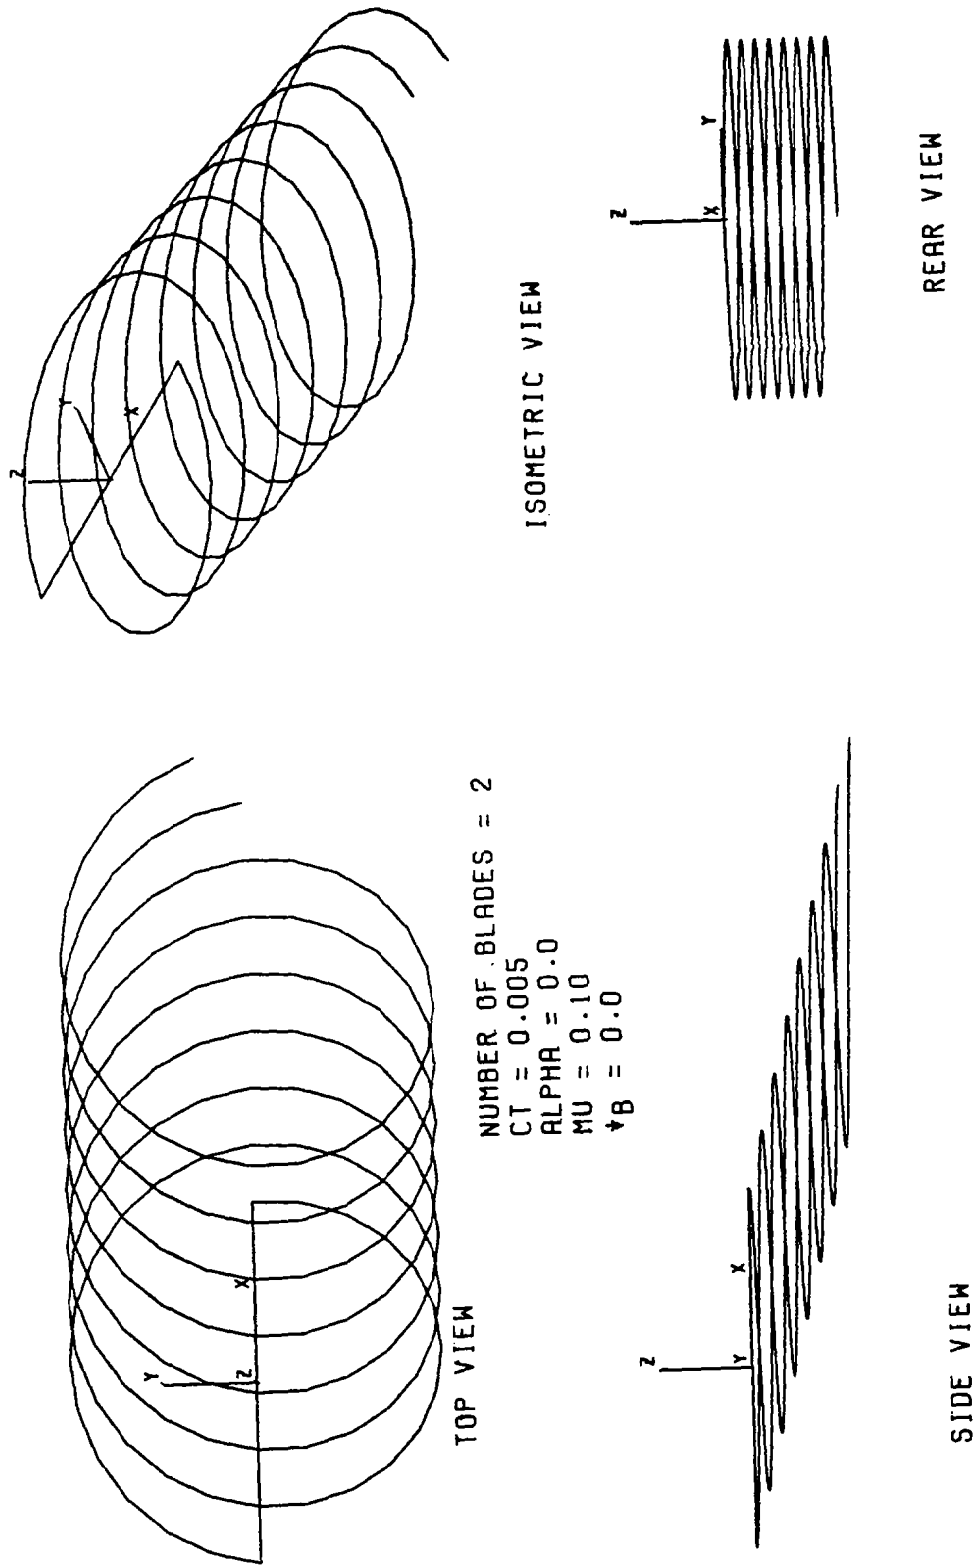 Y
Z
X
TOP VIEW
Z
Y
X
ISOMETRIC VIEW
NUMBER OF BLADES = 2
CT = 0.005
ALPHA = 0.0
MU = 0.10
ΨB = 0.0
Z
Y
X
SIDE VIEW
Z
X
Y
REAR VIEW